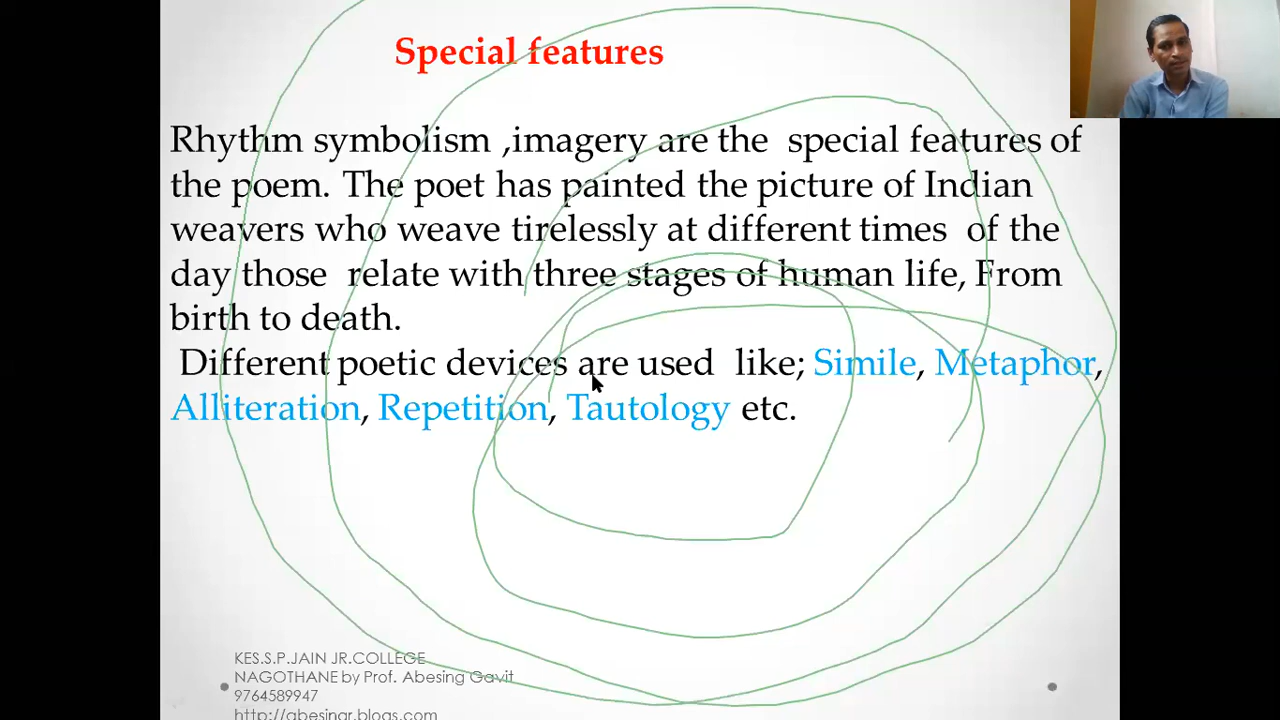 Special features
Rhythm symbolism ,imagery are the special features of
the poem. The poet has painted the picture of Indian
weavers who weave tirelessly at different times of the
day those relate with three stages of human life, From
birth to death.
Different poetic devices are used like; Simile, Metaphor,
Alliteration, Repetition, Tautology etc.
KES.S.P.JAIN JR.COLLEGE
NAGOTHANE by Prof. Abesing Gavit
9764589947
http://abesingr.blogs.com